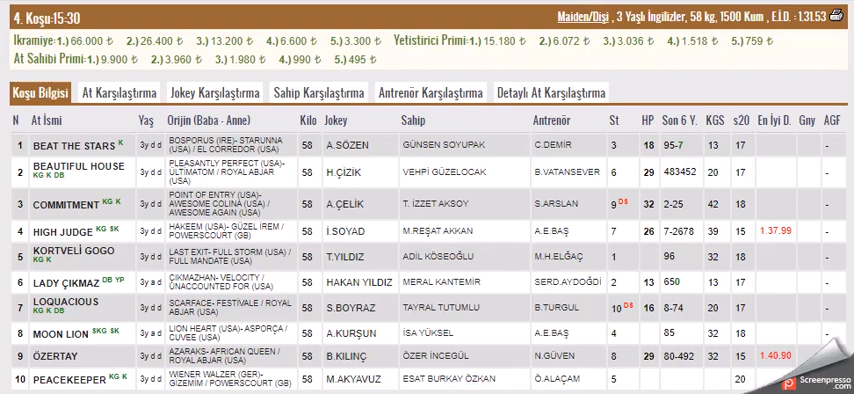 4. Koşu:15:30
Maiden/Dişi , 3 Yaşlı İngilizler, 58 kg, 1500 Kum , E.İ.D. : 1.31.53
İkramiye:1.) 66.000 ₺ 2.) 26.400 ₺ 3.) 13.200 ₺ 4.) 6.600 ₺ 5.) 3.300 ₺ Yetistirici Primi:1.) 15.180 ₺ 2.) 6.072 ₺ 3.) 3.036 ₺ 4.) 1.518 ₺ 5.) 759 ₺
At Sahibi Primi:1.) 9.900 ₺ 2.) 3.960 ₺ 3.) 1.980 ₺ 4.) 990 ₺ 5.) 495 ₺
Koşu Bilgisi At Karşılaştırma Jokey Karşılaştırma Sahip Karşılaştırma Antrenör Karşılaştırma Detaylı At Karşılaştırma
N At İsmi Yaş Orijin (Baba - Anne) Kilo Jokey Sahip Antrenör St HP Son 6 Y. KGS s20 En İyi D. Gny AGF
1 BEAT THE STARS K 3y d d BOSPORUS (IRE)- STARUNNA (USA) / EL CORREDOR (USA) 58 A.SÖZEN GÜNSEN SOYUPAK C.DEMİR 3 18 95-7 13 17 -
2 BEAUTIFUL HOUSE KG K DB 3y d d PLEASANTLY PERFECT (USA)- ULTIMATOM / ROYAL ABJAR (USA) 58 H.ÇİZİK VEHPİ GÜZELOCAK B.VATANSEVER 6 29 483452 20 17 -
3 COMMITMENT KG K 3y d d POINT OF ENTRY (USA)- AWESOME COLINA (USA) / AWESOME AGAIN (USA) 58 A.ÇELİK T. İZZET AKSOY S.ARSLAN 9 DS 32 2-25 42 18 -
4 HIGH JUDGE KG SK 3y d d HAKEEM (USA)- GÜZEL İREM / POWERSCOURT (GB) 58 İ.SOYAD M.REŞAT AKKAN A.E.BAŞ 7 26 7-2678 39 15 1.37.99 -
5 KORTVELİ GOGO KG K 3y d d LAST EXIT- FULL STORM (USA) / FULL MANDATE (USA) 58 T.YILDIZ ADİL KÖSEOĞLU M.H.ELĞAÇ 1 96 32 18 -
6 LADY ÇIKMAZ DB YP 3y a d CIKMAZHAN- VELOCITY / UNACCOUNTED FOR (USA) 58 HAKAN YILDIZ MERAL KANTEMİR SERD.AYDOĞDİ 2 13 650 13 17 -
7 LOQUACIOUS KG K DB 3y d d SCARFACE- FESTİVALE / ROYAL ABJAR (USA) 58 S.BOYRAZ TAYRAL TUTUMLU B.TURGUL 10 DS 16 8-74 20 17 -
8 MOON LION SKG SK 3y a d LION HEART (USA)- ASPORÇA / CUVEE (USA) 58 A.KURŞUN İSA YÜKSEL A.E.BAŞ 4 85 32 18 -
9 ÖZERTAY 3y d d AZARAKS- AFRICAN QUEEN / ROYAL ABJAR (USA) 58 B.KILINÇ ÖZER İNCEGÜL N.GÜVEN 8 29 80-492 32 15 1.40.90 -
10 PEACEKEEPER KG K 3y d d WIENER WALZER (GER)- GİZEMİM / POWERSCOURT (GB) 58 M.AKYAVUZ ESAT BURKAY ÖZKAN Ö.ALAÇAM 5 20 -
Screenpresso
.com